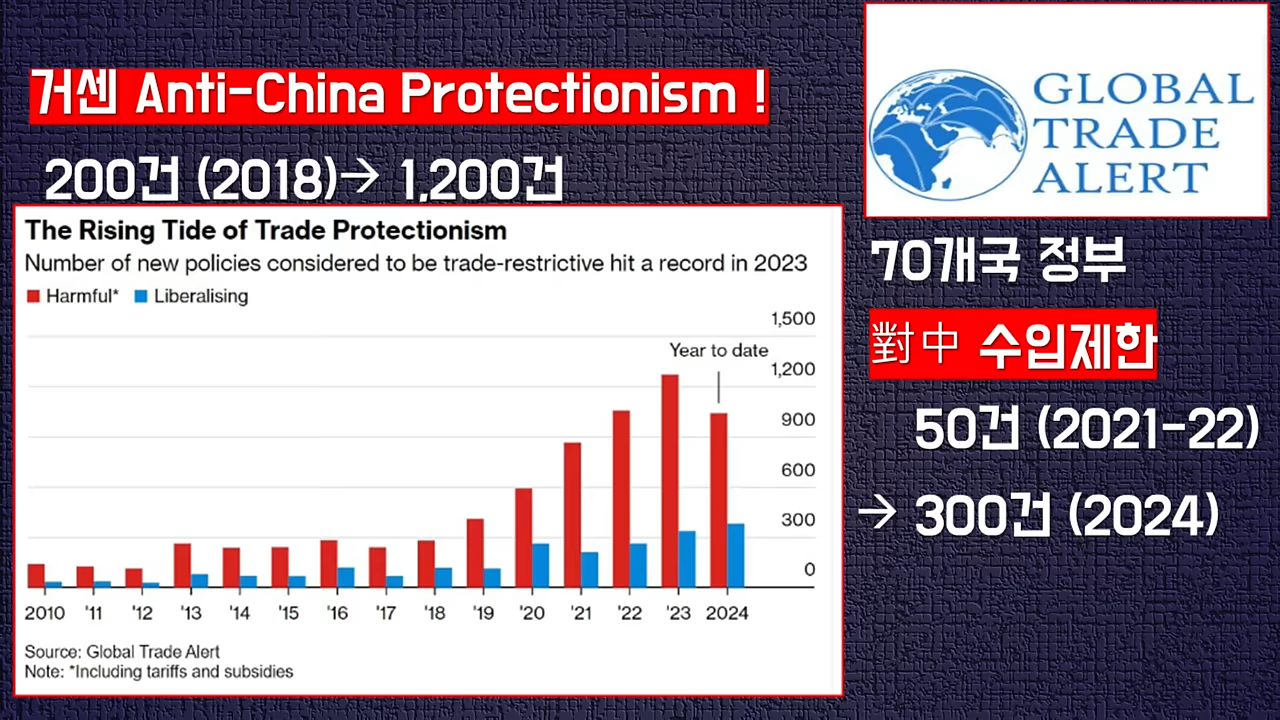 거센 Anti-China Protectionism !
200건 (2018)→ 1,200건
The Rising Tide of Trade Protectionism
Number of new policies considered to be trade-restrictive hit a record in 2023
Harmful* Liberalising
1,500
Year to date
1,200
900
600
300
0
2010 '11 '12 '13 '14 '15 '16 '17 '18 '19 '20 '21 '22 '23 2024
Source: Global Trade Alert
Note: *Including tariffs and subsidies
GLOBAL
TRADE
ALERT
70개국 정부
對中 수입제한
50건 (2021-22)
→ 300건 (2024)